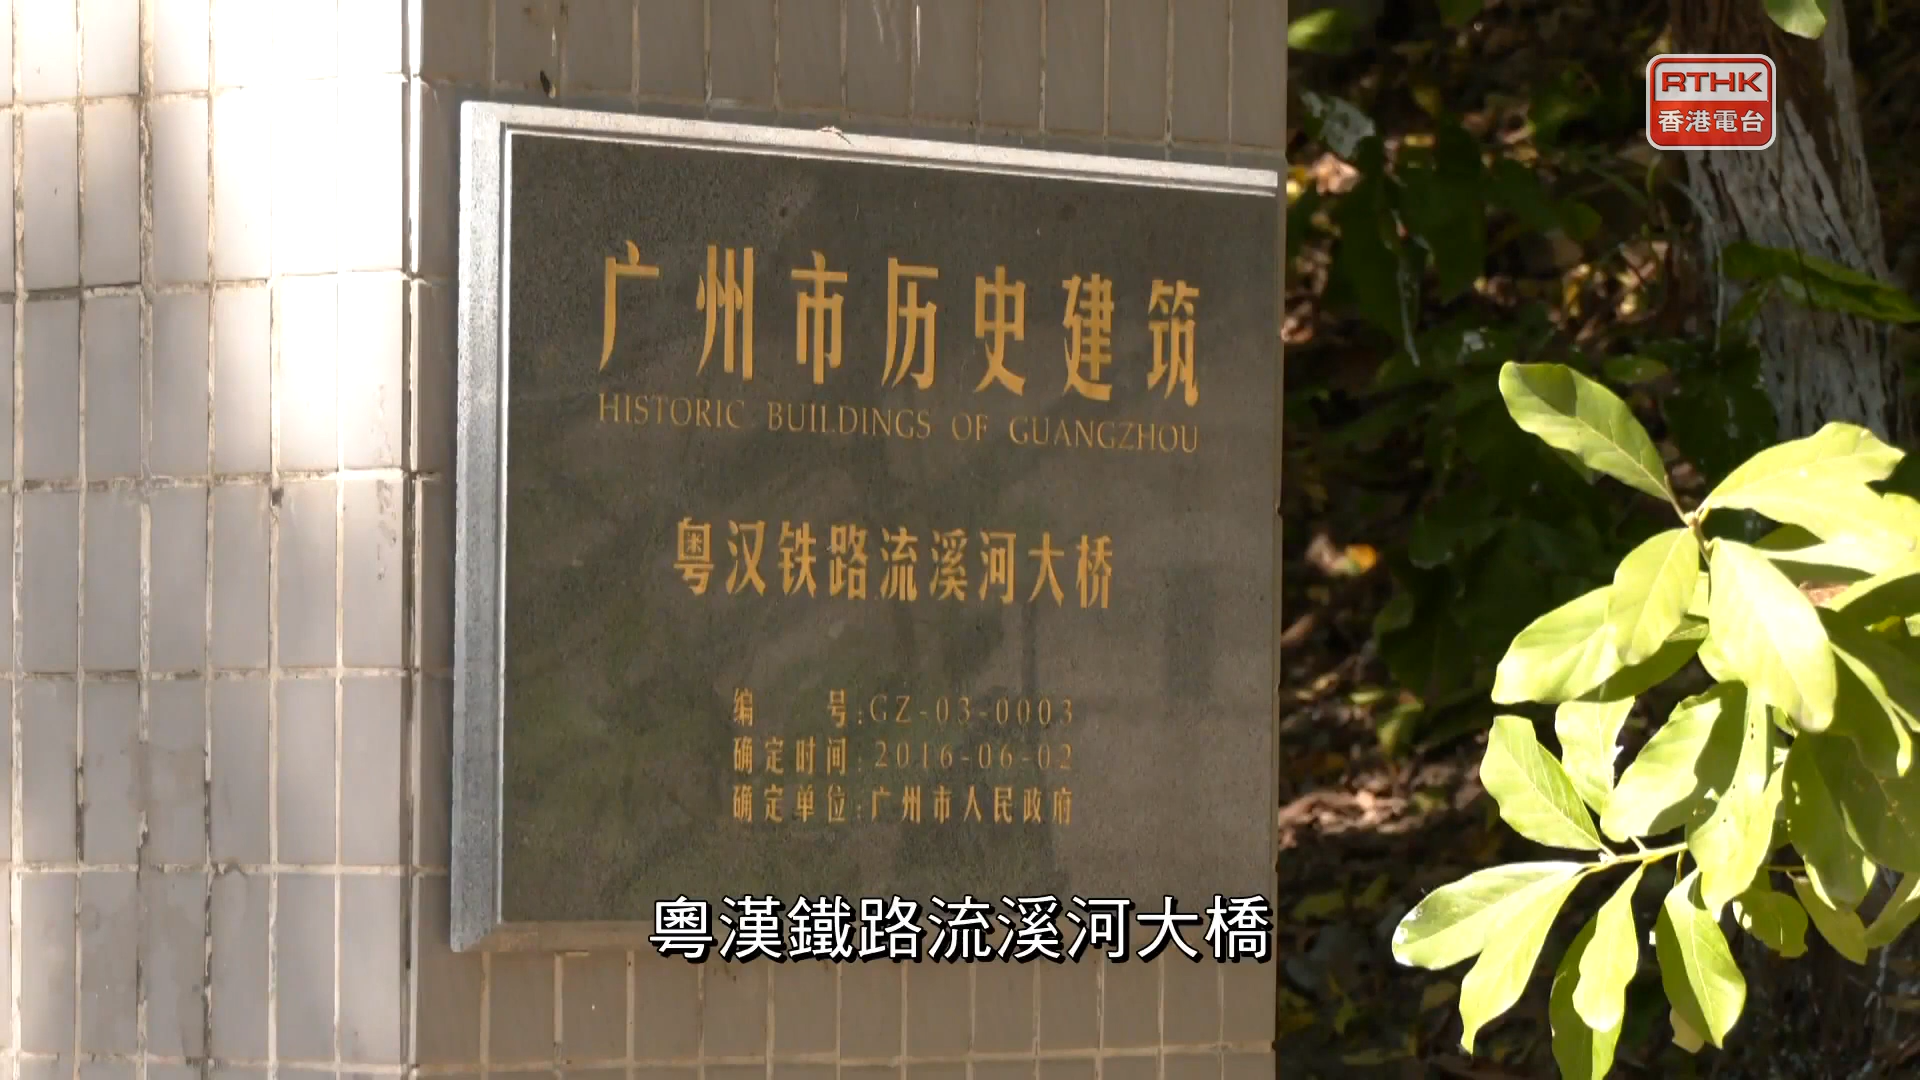 RTHK
香港電台
广州市历史建筑
HISTORIC BUILDINGS OF GUANGZHOU
粤汉铁路流溪河大桥
编 号:GZ-03-0003
确定时间:2016-06-02
确定单位:广州市人民政府
粵漢鐵路流溪河大橋